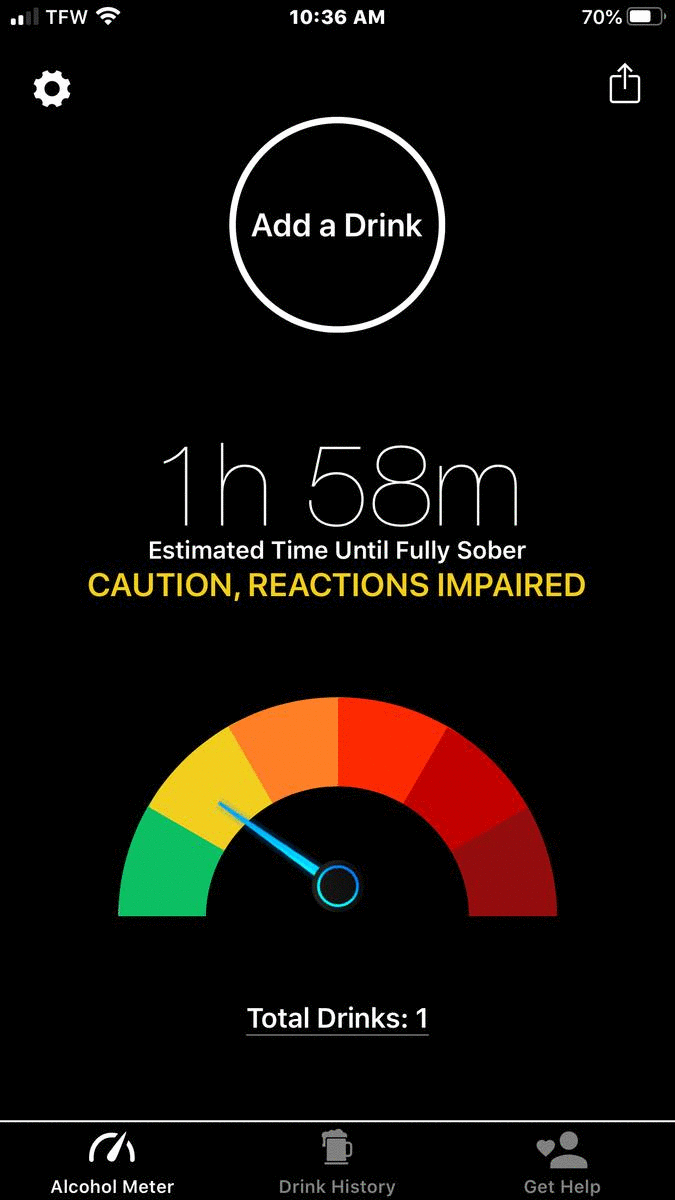 TFW 10:36 AM 70%
Add a Drink
1h 58m
Estimated Time Until Fully Sober
CAUTION, REACTIONS IMPAIRED
Total Drinks: 1
Alcohol Meter Drink History Get Help